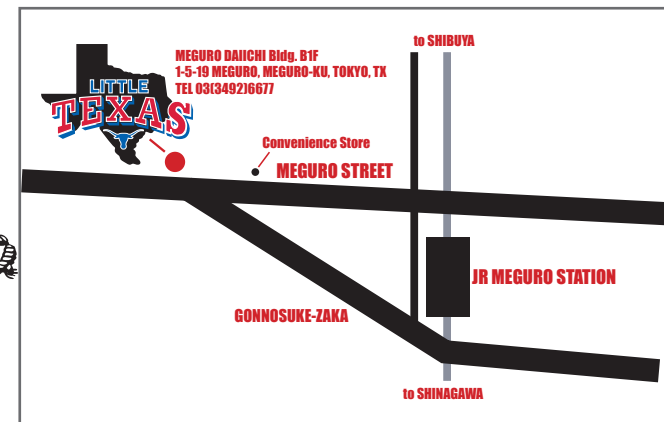 to SHIBUYA
MEGURO DAIICHI Bldg. B1F
1-5-19 MEGURO, MEGURO-KU, TOKYO, TX
TEL 03(3492)6677
LITTLE
TEXAS
Convenience Store
MEGURO STREET
JR MEGURO STATION
GONNOSUKE-ZAKA
to SHINAGAWA